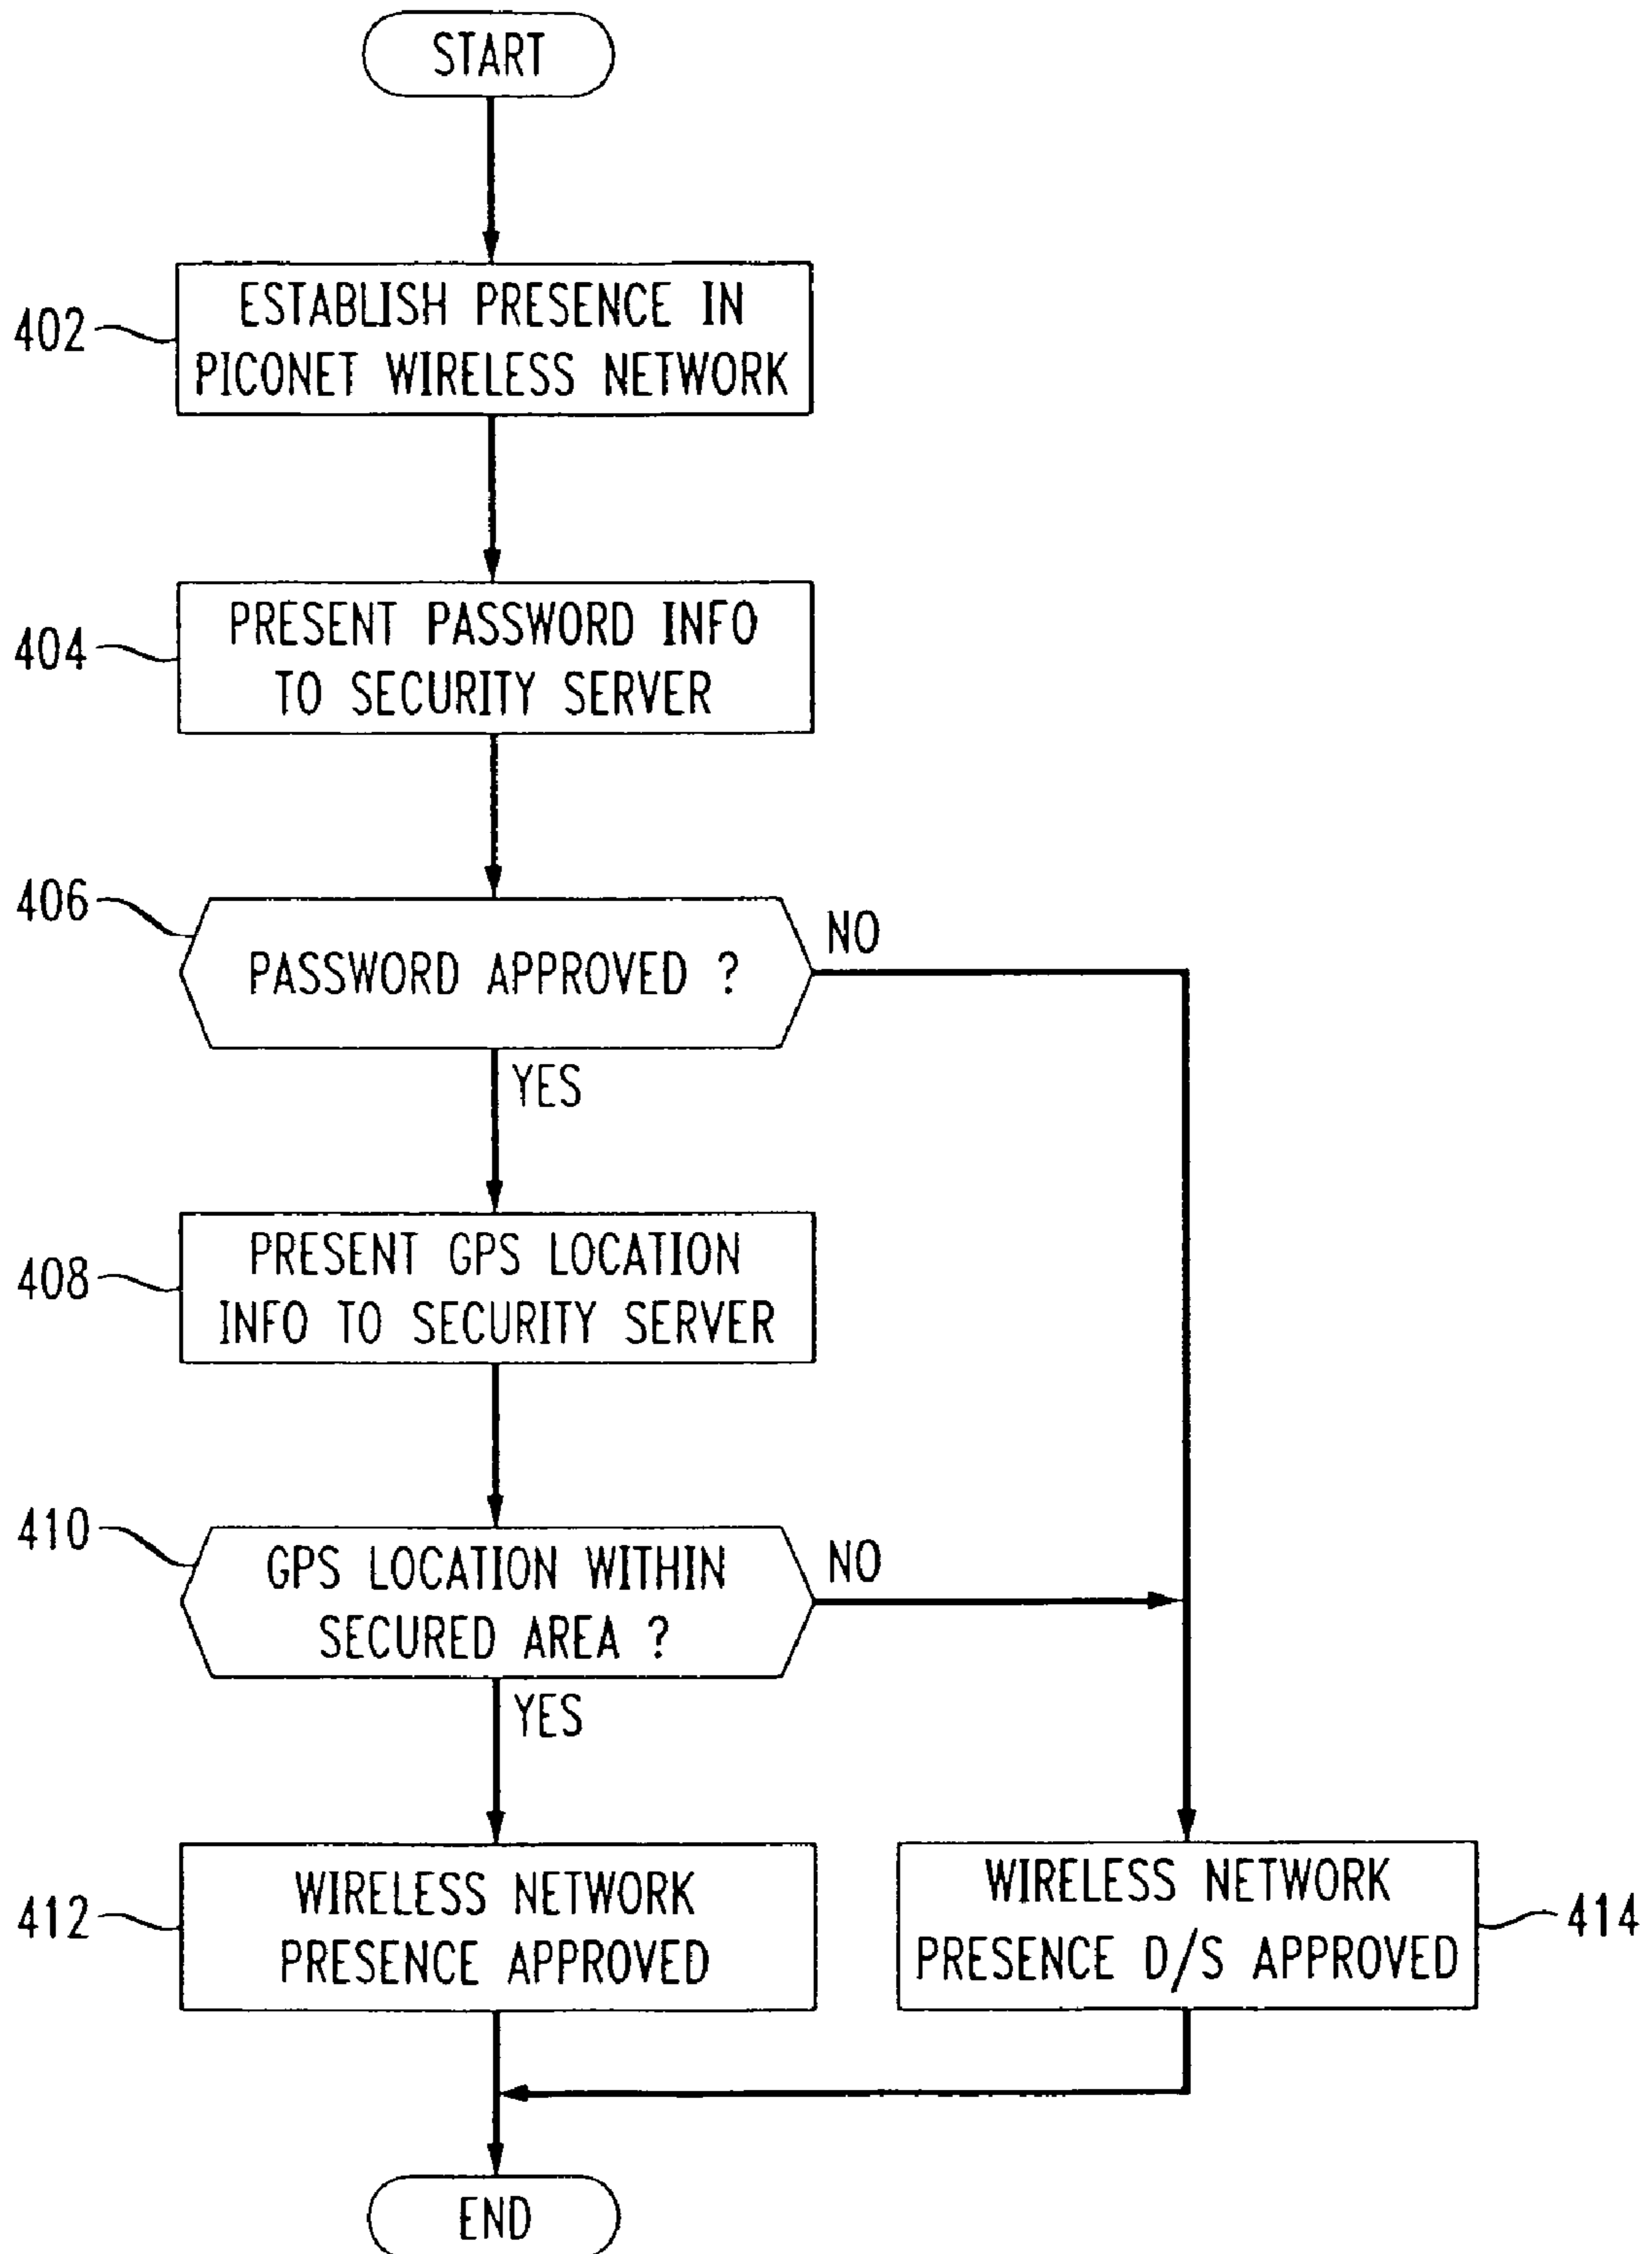 START
402
ESTABLISH PRESENCE IN
PICONET WIRELESS NETWORK
404
PRESENT PASSWORD INFO
TO SECURITY SERVER
406
PASSWORD APPROVED ?
NO
YES
408
PRESENT GPS LOCATION
INFO TO SECURITY SERVER
410
GPS LOCATION WITHIN
SECURED AREA ?
NO
YES
412
WIRELESS NETWORK
PRESENCE APPROVED
WIRELESS NETWORK
PRESENCE D/S APPROVED
414
END